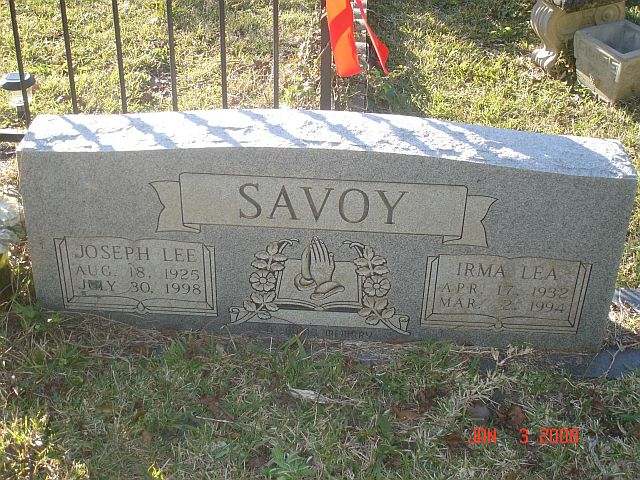 SAVOY
JOSEPH LEE
AUG. 18, 1925
JULY 30, 1998
IRMA LEA
APR. 17, 1932
MAR. 2, 1994
MEMORY
JAN 3 2008